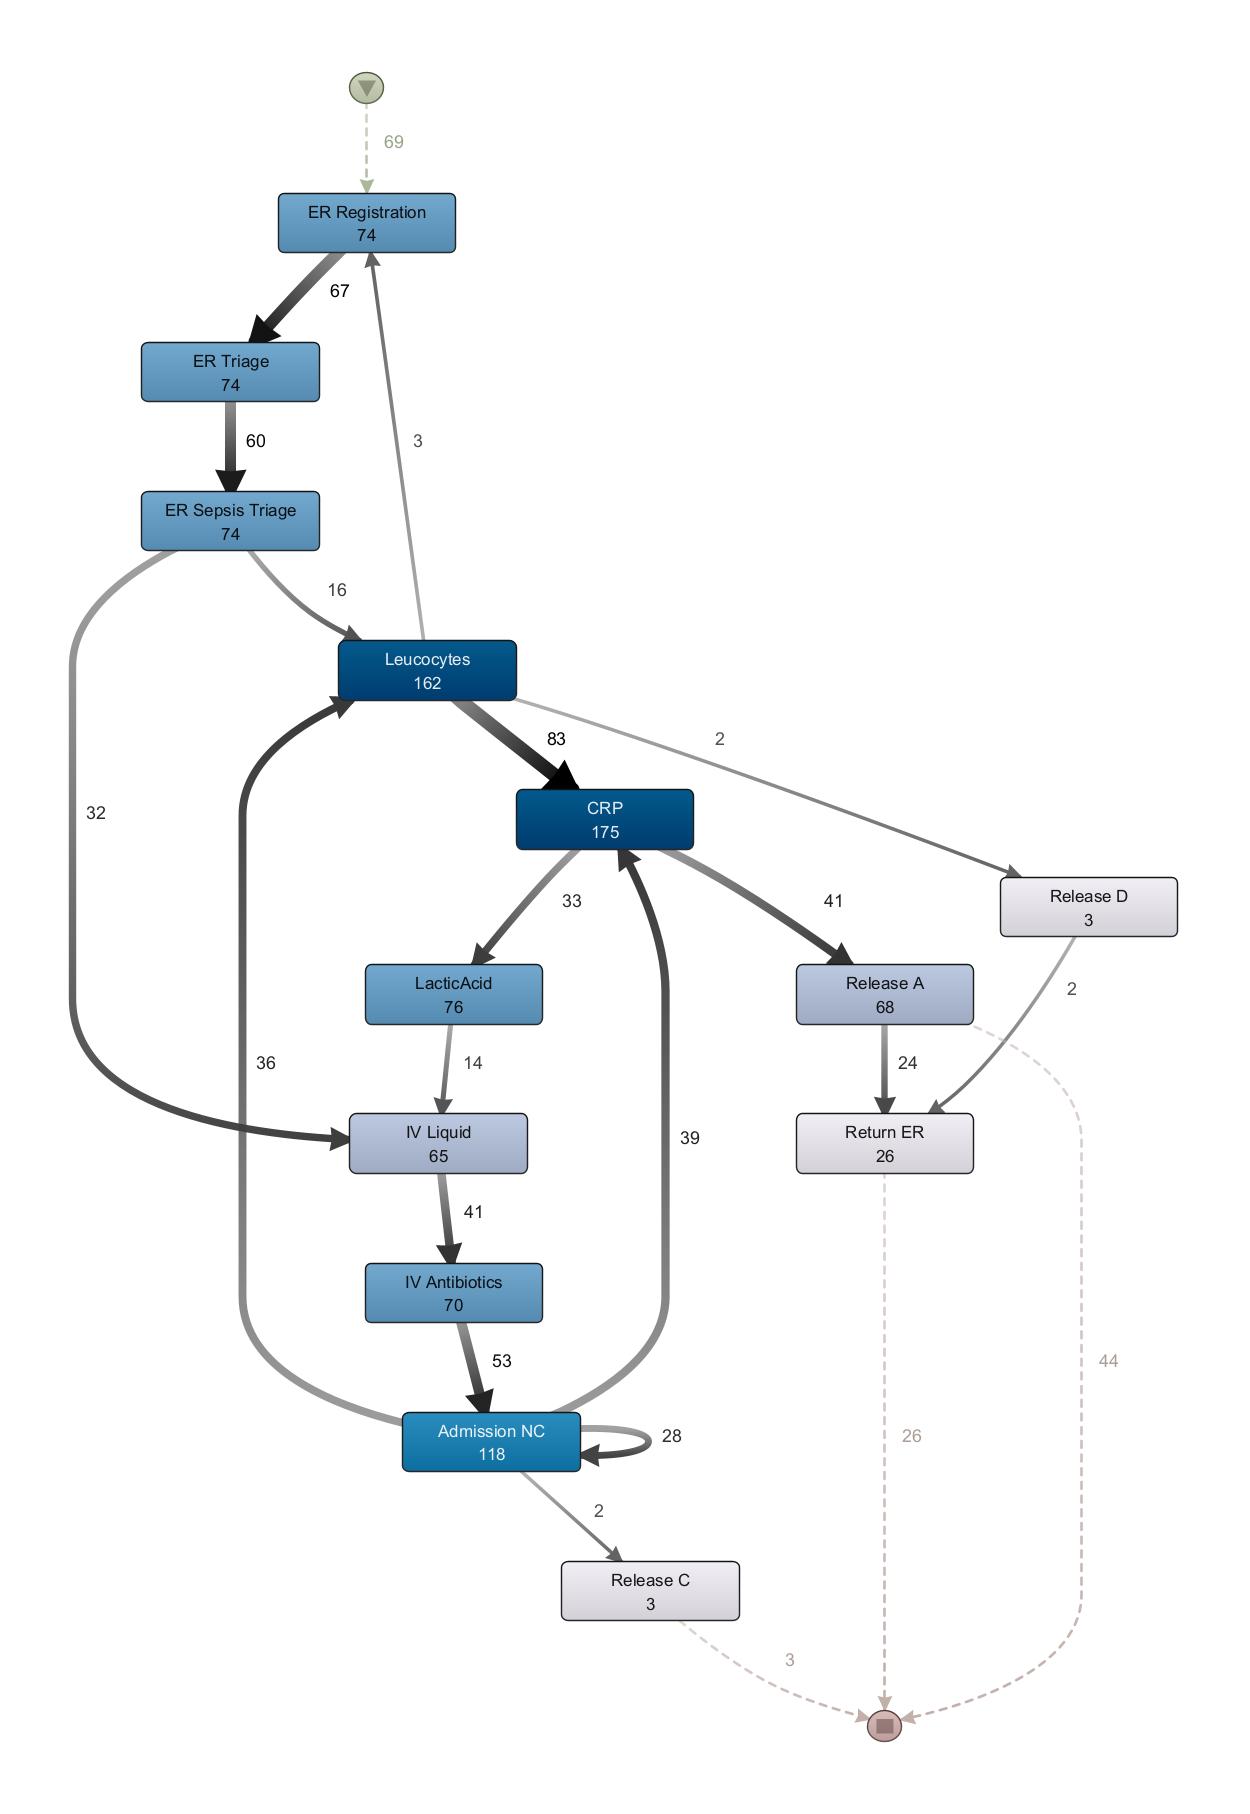 69
ER Registration
74
67
ER Triage
74
60
3
ER Sepsis Triage
74
16
Leucocytes
162
83
2
32
CRP
175
33
41
Release D
3
LacticAcid
76
Release A
68
2
36
14
24
IV Liquid
65
39
Return ER
26
41
IV Antibiotics
70
53
44
Admission NC
118
28
26
2
Release C
3
3